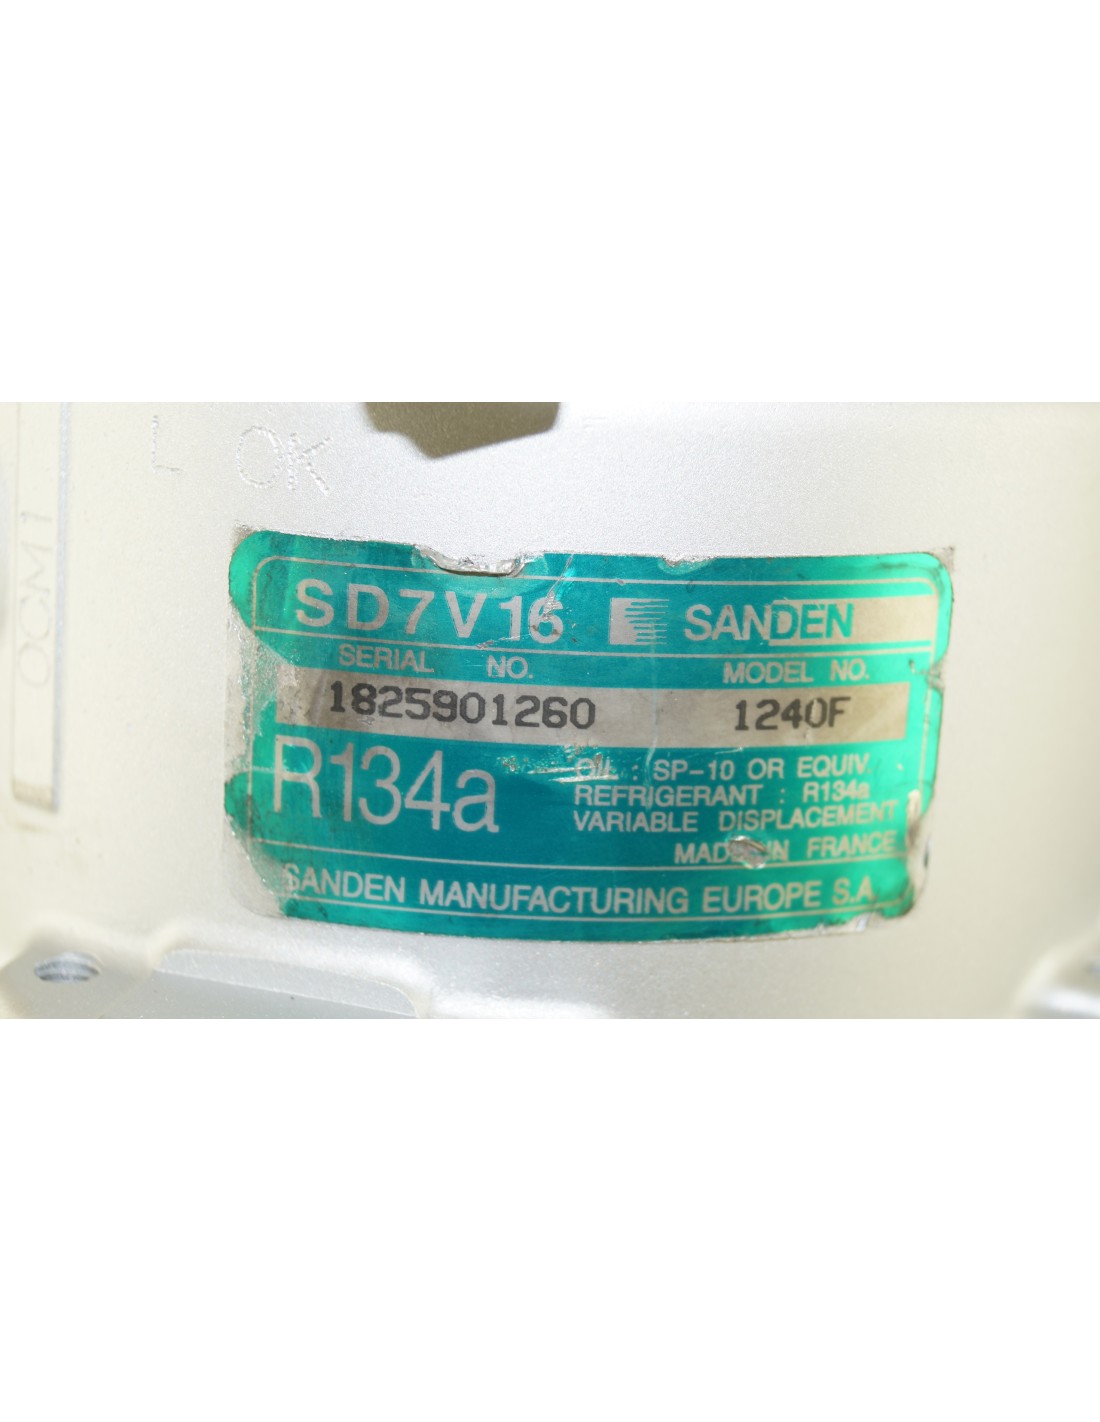 L OK
OCM1
SD7V16 SANDEN
SERIAL NO. MODEL NO.
1825901260 1240F
R134a
OIL : SP-10 OR EQUIV.
REFRIGERANT : R134a
VARIABLE DISPLACEMENT
MADE IN FRANCE
SANDEN MANUFACTURING EUROPE S.A.